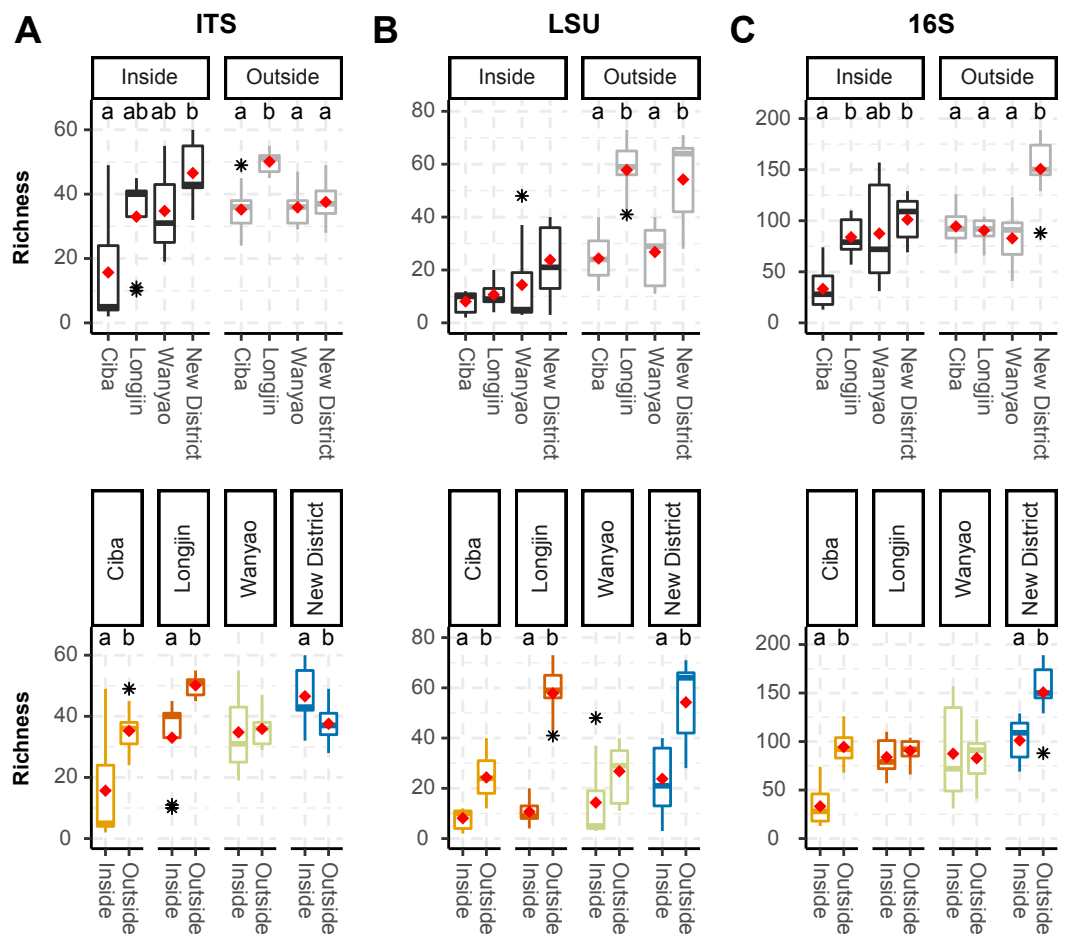 A ITS B LSU C 16S
Inside Outside Inside Outside Inside Outside
a ab ab b a b a a a b a b a b ab b a a a b
Richness
60
40
20
0
80
60
40
20
0
200
150
100
50
0
Ciba Longjin Wanyao New District Ciba Longjin Wanyao New District
Ciba Longjin Wanyao New District Ciba Longjin Wanyao New District
Ciba Longjin Wanyao New District Ciba Longjin Wanyao New District
Ciba Longjin Wanyao New District
Ciba Longjin Wanyao New District
Ciba Longjin Wanyao New District
a b a b a b a b a b a b a b a b
Richness
60
40
20
0
80
60
40
20
0
200
150
100
50
0
Inside Outside Inside Outside Inside Outside Inside Outside
Inside Outside Inside Outside Inside Outside Inside Outside
Inside Outside Inside Outside Inside Outside Inside Outside